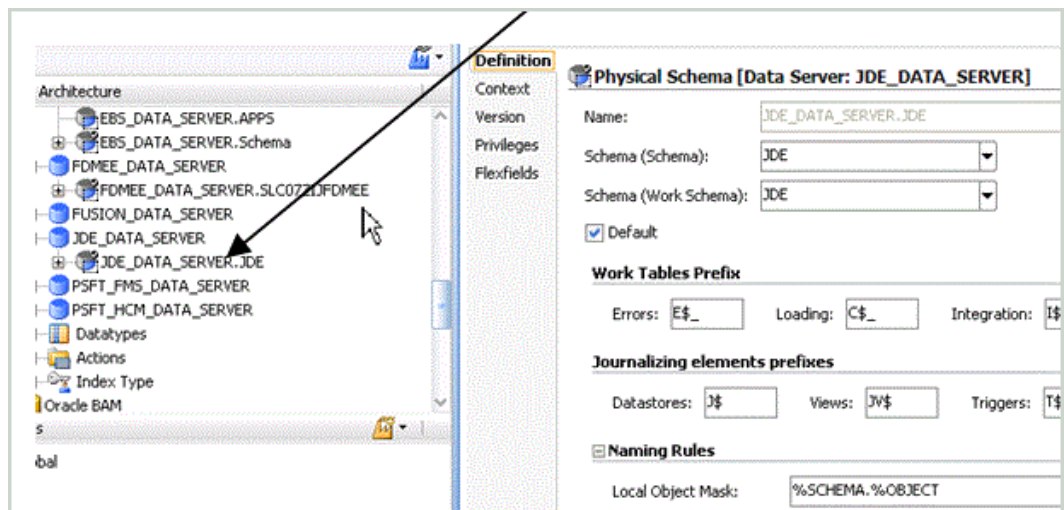 Architecture
EBS_DATA_SERVER.APPS
EBS_DATA_SERVER.Schema
FDMEE_DATA_SERVER
FUSION_DATA_SERVER
JDE_DATA_SERVER
JDE_DATA_SERVER.JDE
PSFT_FMS_DATA_SERVER
PSFT_HCM_DATA_SERVER
Datatypes
Actions
Index Type
Oracle BAM
s
bal
Definition
Context
Version
Privileges
Flexfields
Physical Schema [Data Server: JDE_DATA_SERVER]
Name: JDE_DATA_SERVER.JDE
Schema (Schema): JDE
Schema (Work Schema): JDE
Default
Work Tables Prefix
Errors: E$_ Loading: C$_ Integration: I$
Journalizing elements prefixes
Datastores: J$ Views: JV$ Triggers: T$
Naming Rules
Local Object Mask: %SCHEMA.%OBJECT